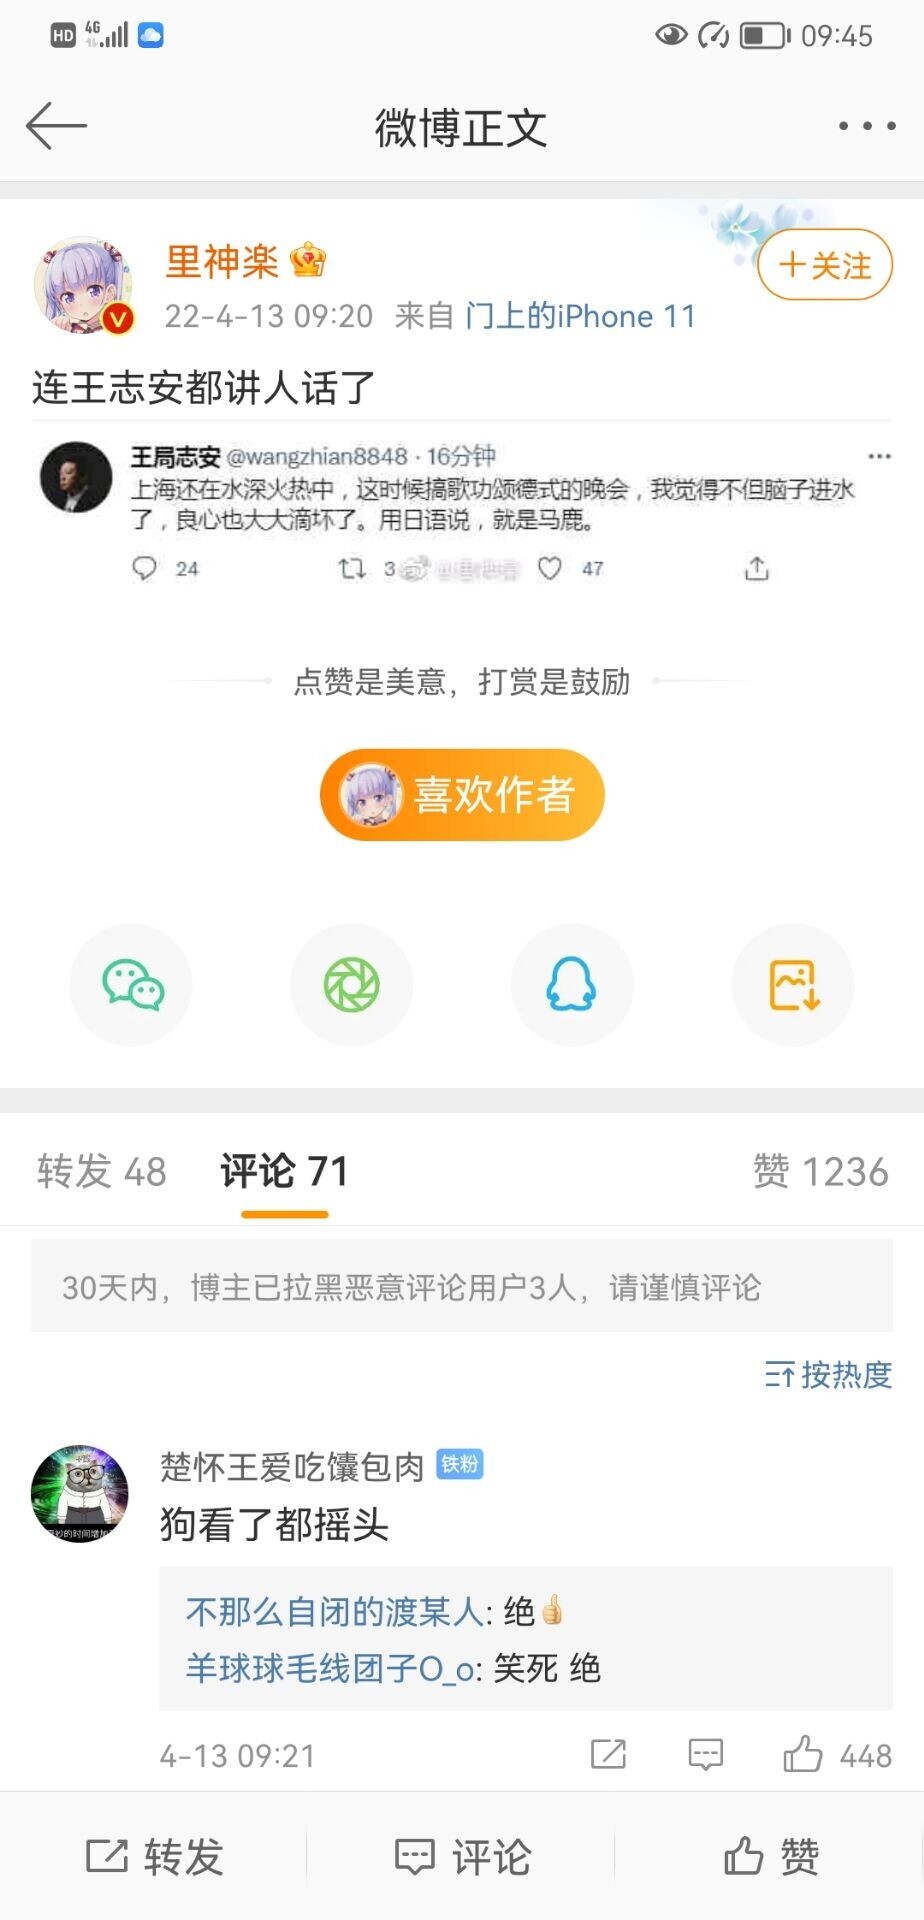 HD 4G 09:45
微博正文
里神楽
22-4-13 09:20 来自 门上的iPhone 11
+关注
连王志安都讲人话了
王局志安 @wangzhian8848 · 16分钟
上海还在水深火热中，这时候搞歌功颂德式的晚会，我觉得不但脑子进水
了，良心也大大滴坏了。用日语说，就是马鹿。
24 3 47
点赞是美意，打赏是鼓励
喜欢作者
转发 48 评论 71 赞 1236
30天内，博主已拉黑恶意评论用户3人，请谨慎评论
按热度
楚怀王爱吃馕包肉 铁粉
狗看了都摇头
不那么自闭的渡某人: 绝
羊球球毛线团子O_o: 笑死 绝
4-13 09:21 448
转发 评论 赞